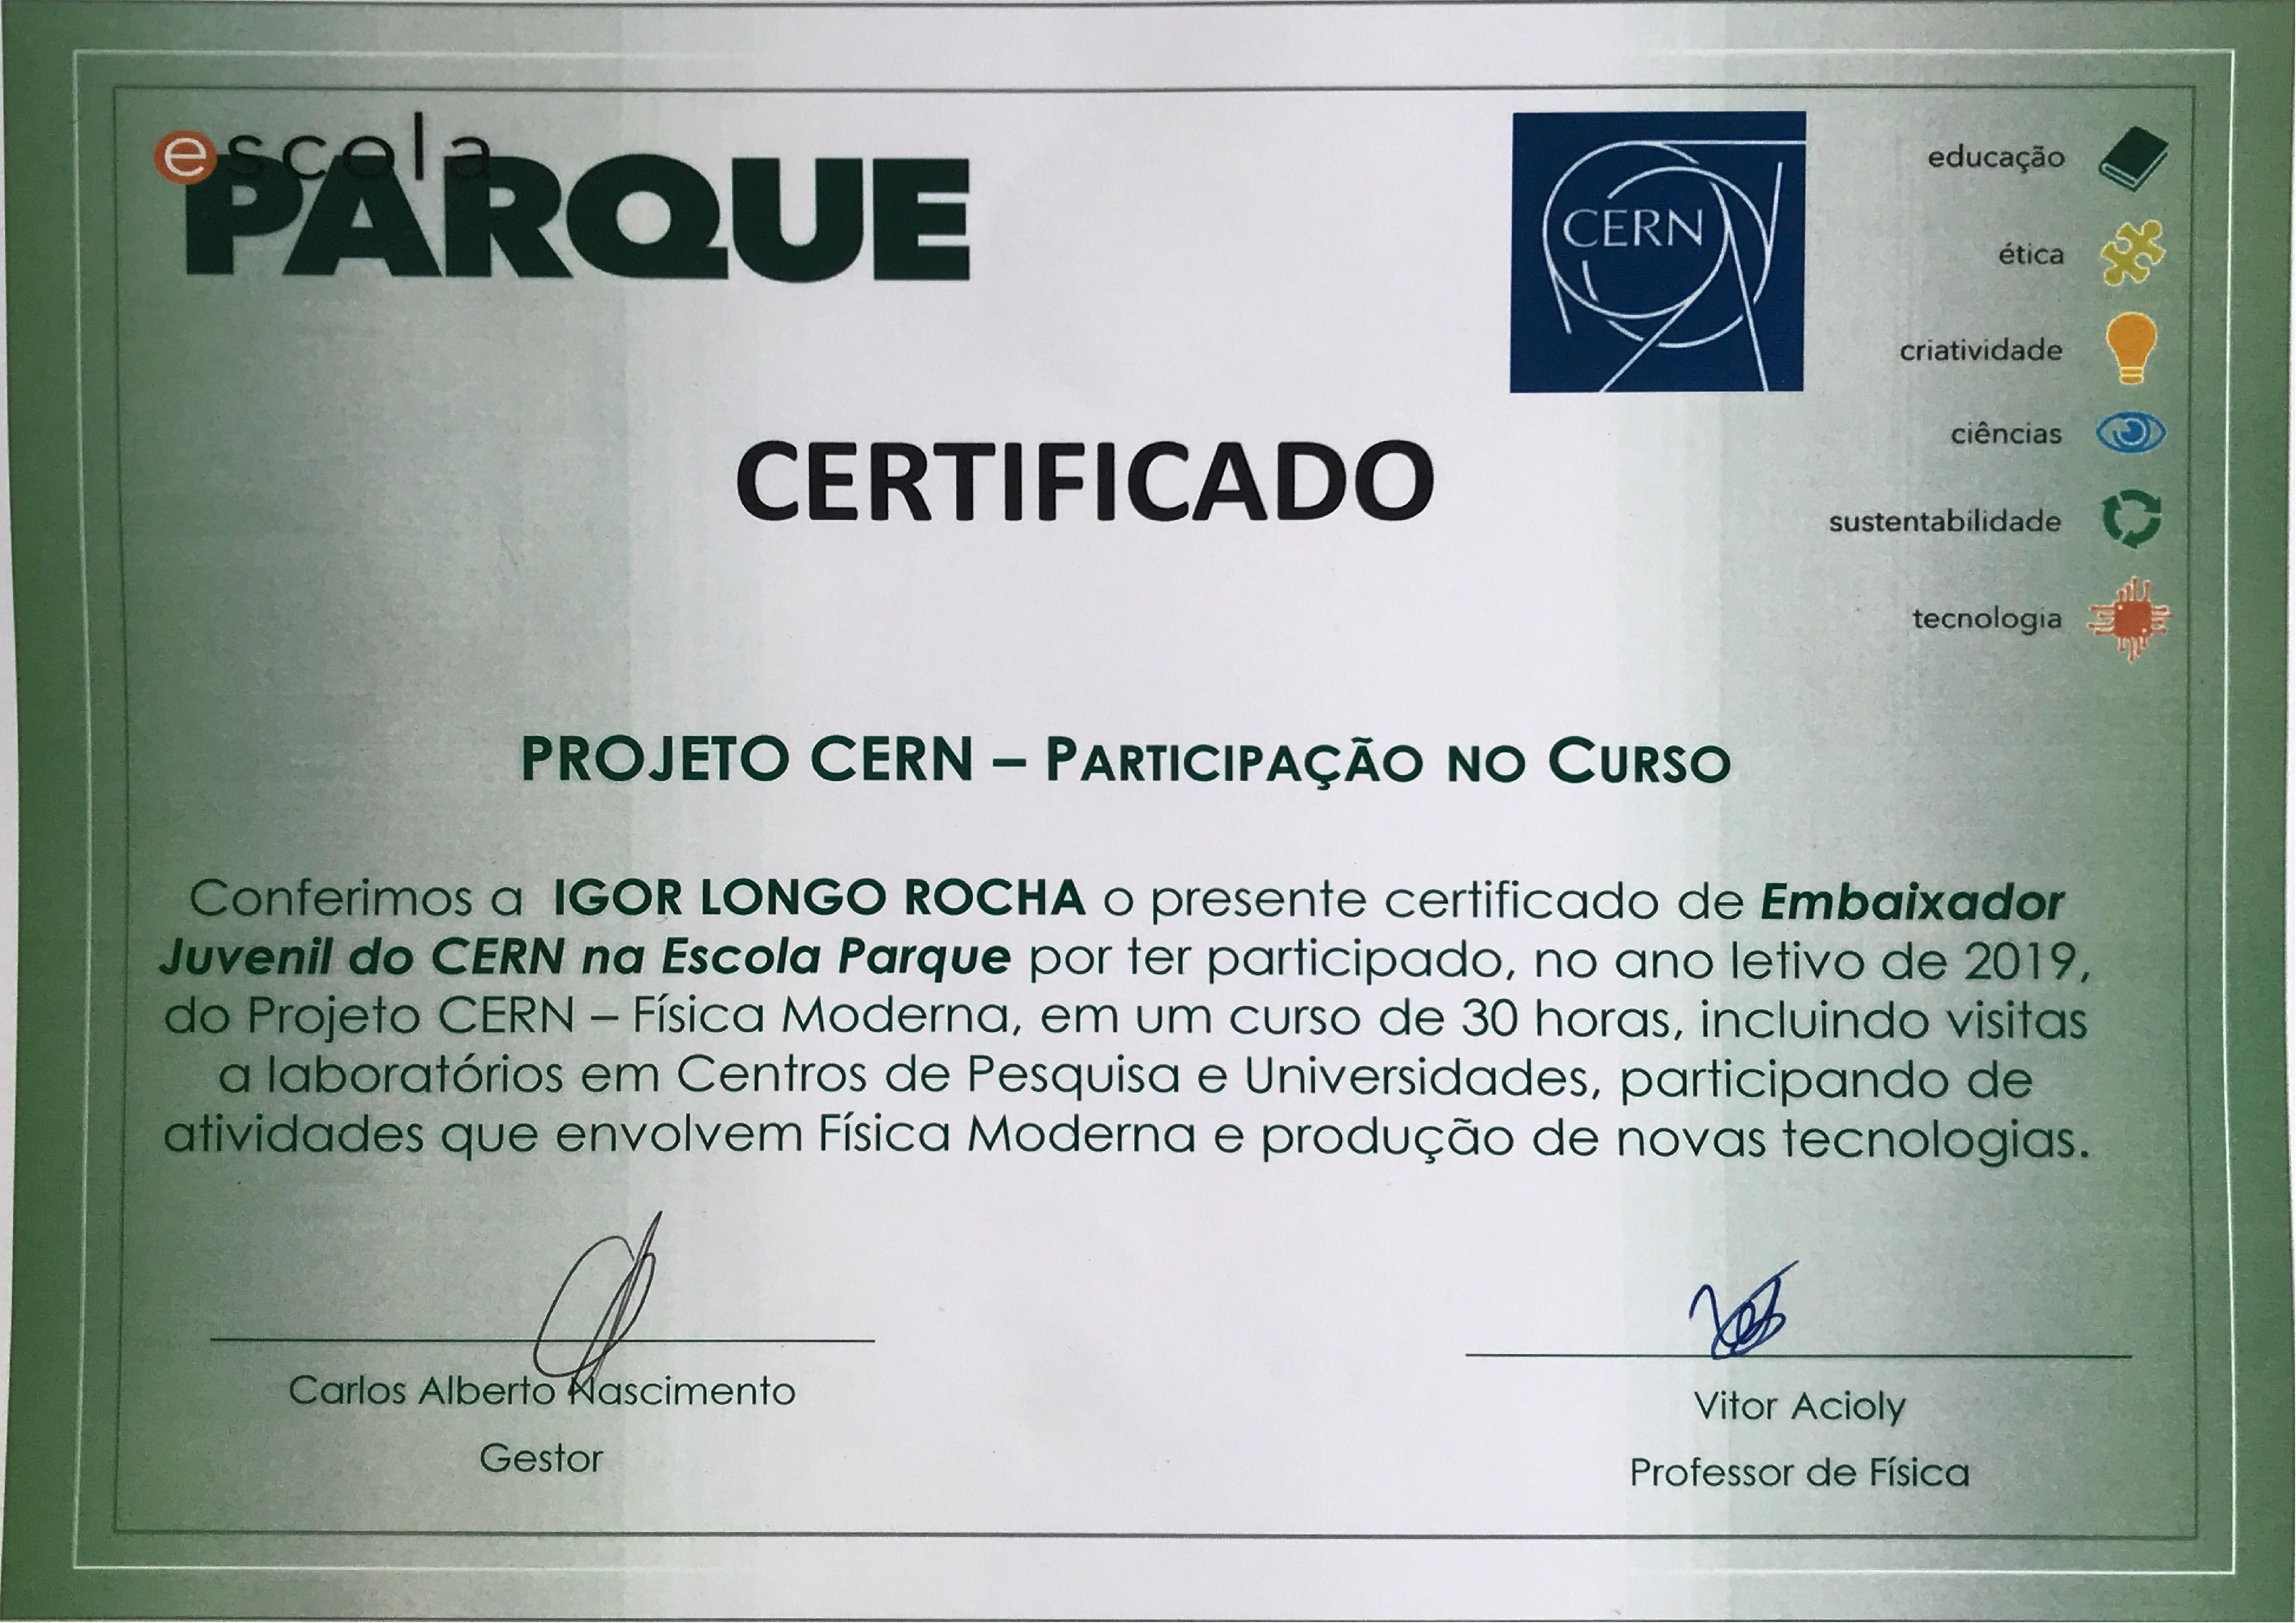 escola
PARQUE
CERN
educação
ética
criatividade
ciências
sustentabilidade
tecnologia
CERTIFICADO
PROJETO CERN – PARTICIPAÇÃO NO CURSO
Conferimos a IGOR LONGO ROCHA o presente certificado de Embaixador
Juvenil do CERN na Escola Parque por ter participado, no ano letivo de 2019,
do Projeto CERN – Física Moderna, em um curso de 30 horas, incluindo visitas
a laboratórios em Centros de Pesquisa e Universidades, participando de
atividades que envolvem Física Moderna e produção de novas tecnologias.
Carlos Alberto Nascimento
Gestor
Vitor Acioly
Professor de Física